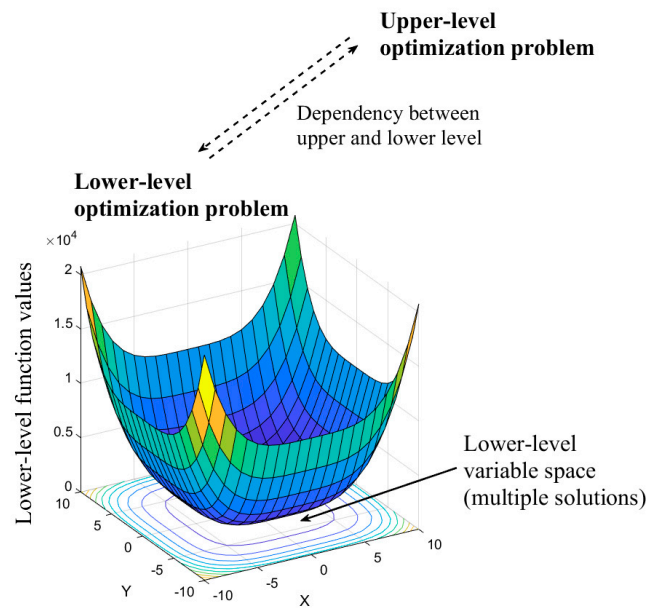 Upper-level
optimization problem
Dependency between
upper and lower level
Lower-level
optimization problem
×10⁴
2
1.5
1
0.5
0
Lower-level function values
10
5
0
-5
-10
Y
-10
-5
0
5
10
X
Lower-level
variable space
(multiple solutions)